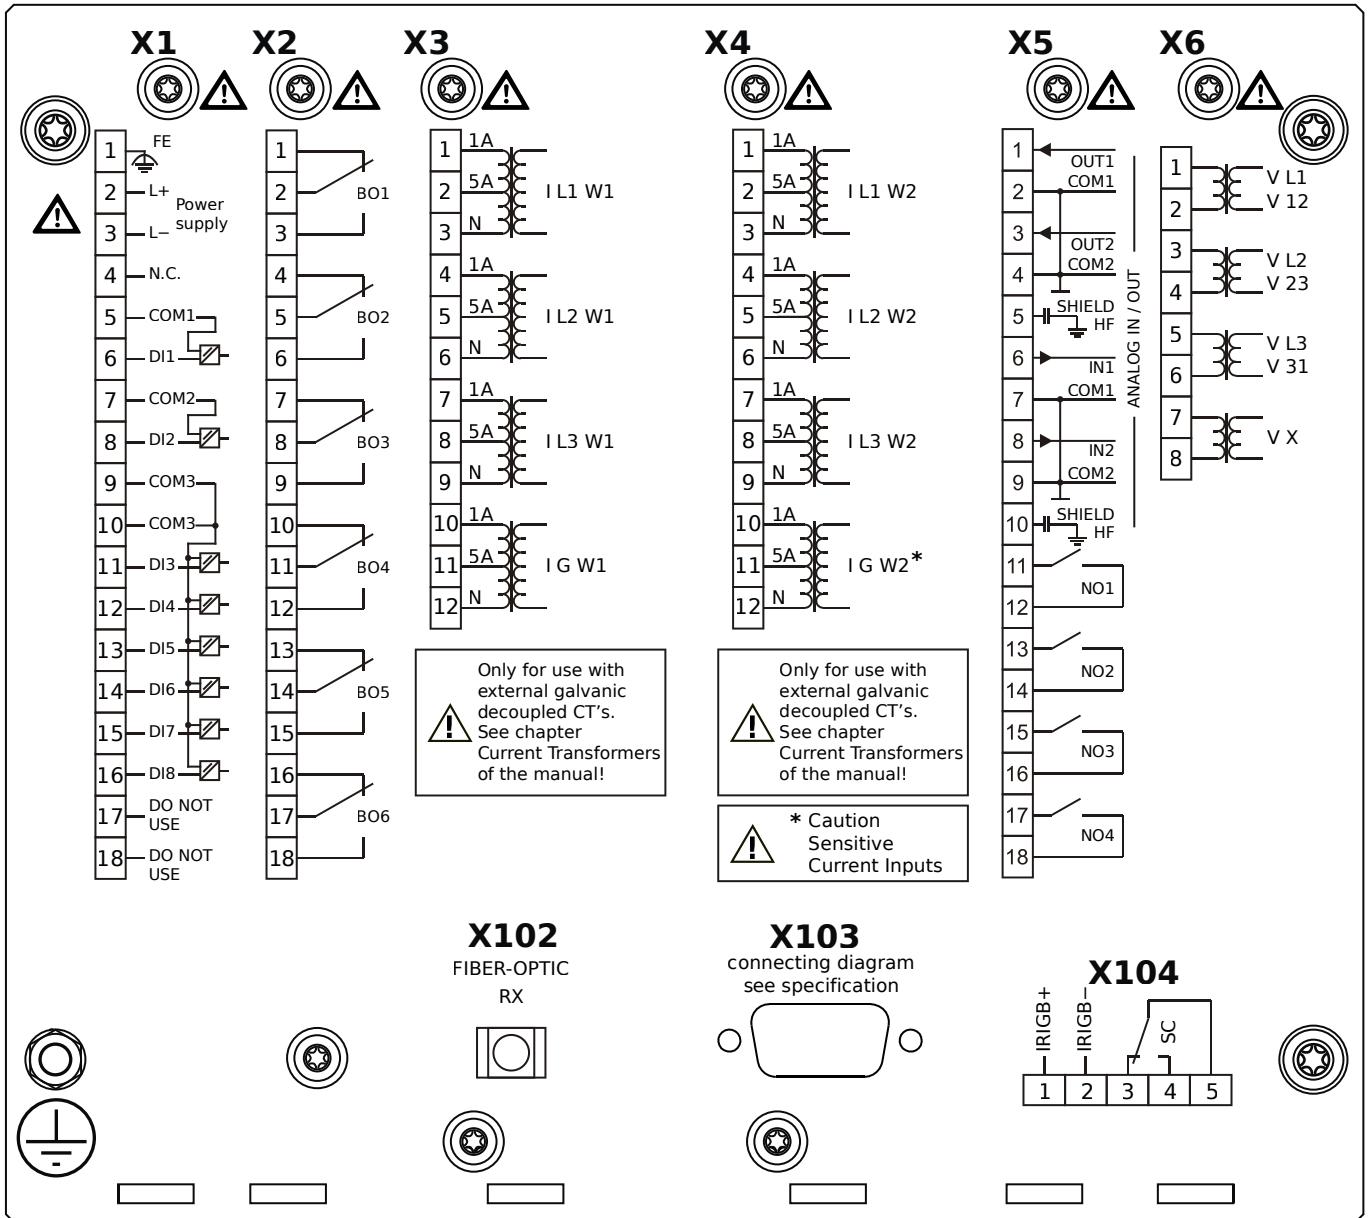 X1
X2
X3
X4
X5
X6
1 FE
2 L+
Power
supply
3 L−
4 N.C.
5 COM1
6 DI1
7 COM2
8 DI2
9 COM3
10 COM3
11 DI3
12 DI4
13 DI5
14 DI6
15 DI7
16 DI8
17 DO NOT
USE
18 DO NOT
USE
1
2 BO1
3
4
5 BO2
6
7
8 BO3
9
10
11 BO4
12
13
14 BO5
15
16
17 BO6
18
1 1A
2 5A I L1 W1
3 N
4 1A
5 5A I L2 W1
6 N
7 1A
8 5A I L3 W1
9 N
10 1A
11 5A I G W1
12 N
Only for use with
external galvanic
decoupled CT's.
See chapter
Current Transformers
of the manual!
1 1A
2 5A I L1 W2
3 N
4 1A
5 5A I L2 W2
6 N
7 1A
8 5A I L3 W2
9 N
10 1A
11 5A I G W2*
12 N
Only for use with
external galvanic
decoupled CT's.
See chapter
Current Transformers
of the manual!
* Caution
Sensitive
Current Inputs
1
OUT1
2 COM1
3
OUT2
4 COM2
5 SHIELD
HF
6
IN1
7 COM1
8
IN2
9 COM2
10 SHIELD
HF
ANALOG IN / OUT
11
NO1
12
13
NO2
14
15
NO3
16
17
NO4
18
1 V L1
2 V 12
3 V L2
4 V 23
5 V L3
6 V 31
7
V X
8
X102
FIBER-OPTIC
RX
X103
connecting diagram
see specification
X104
IRIGB+
IRIGB−
SC
1 2 3 4 5